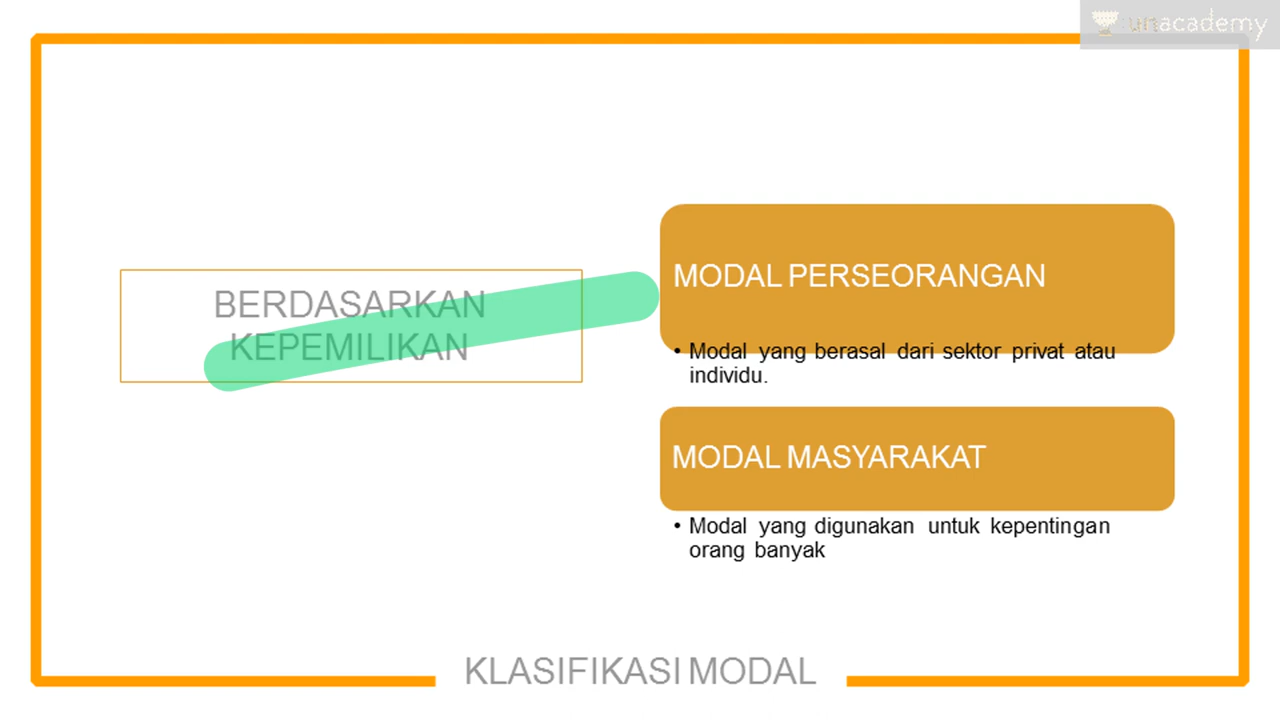 unacademy
BERDASARKAN
KEPEMILIKAN
MODAL PERSEORANGAN
• Modal yang berasal dari sektor privat atau
individu.
MODAL MASYARAKAT
• Modal yang digunakan untuk kepentingan
orang banyak
KLASIFIKASI MODAL